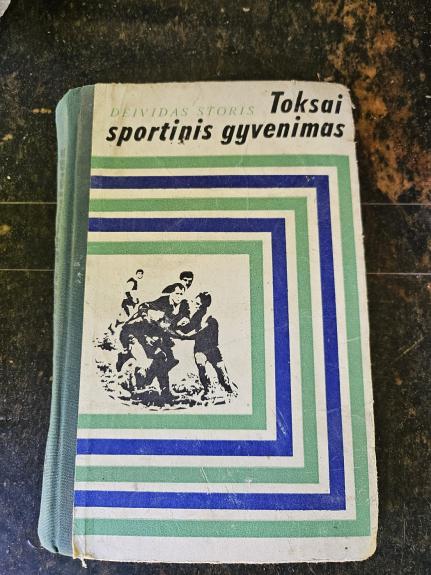 DEIVIDAS STORIS Toksai
sportinis gyvenimas